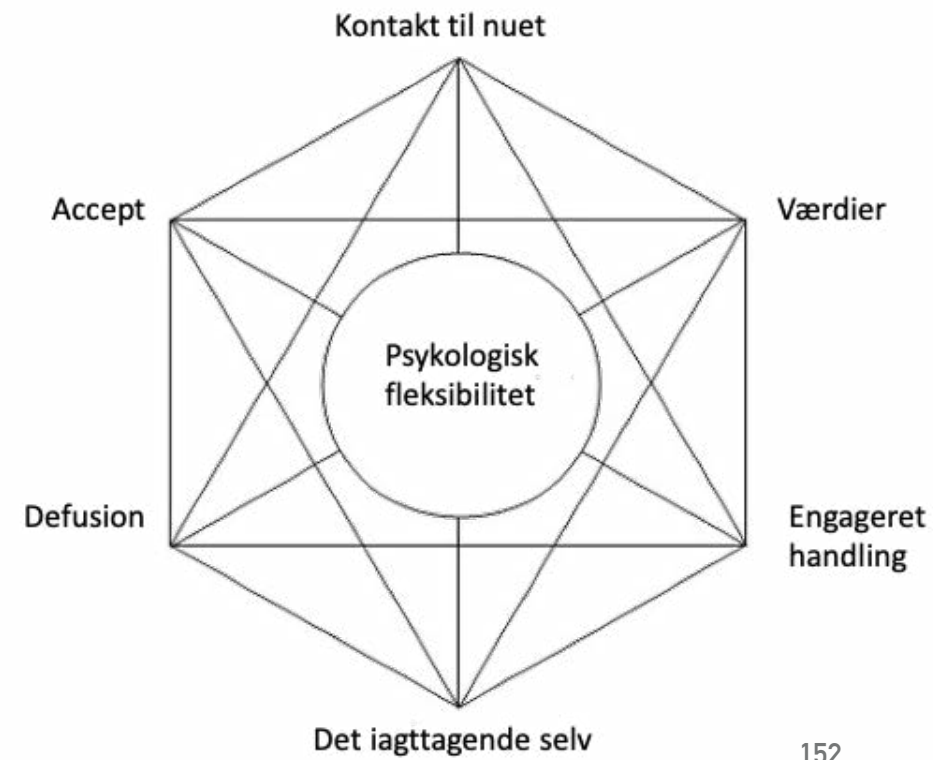 Kontakt til nuet
Accept
Værdier
Psykologisk
fleksibilitet
Defusion
Engageret
handling
Det iagttagende selv
152